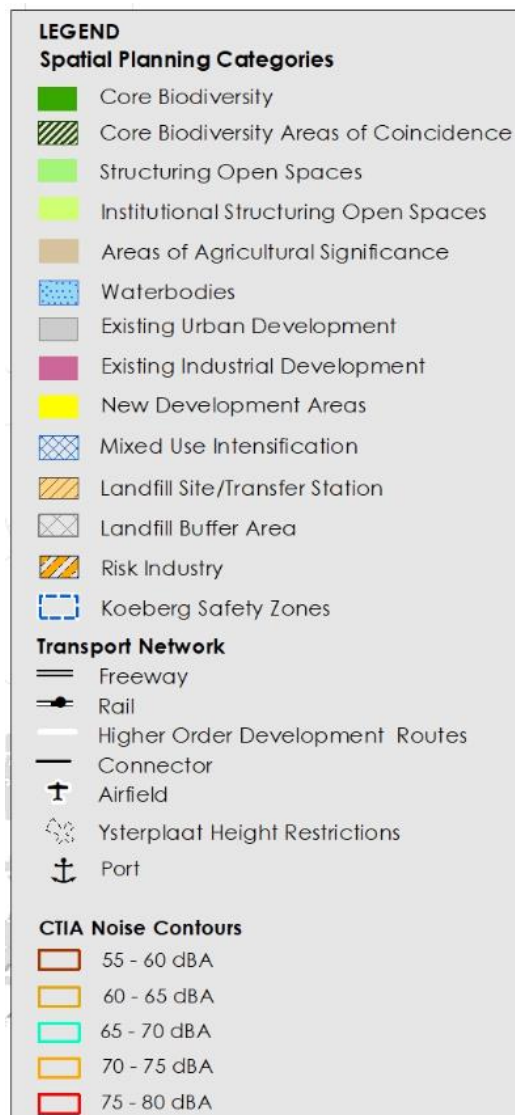 LEGEND
Spatial Planning Categories
Core Biodiversity
Core Biodiversity Areas of Coincidence
Structuring Open Spaces
Institutional Structuring Open Spaces
Areas of Agricultural Significance
Waterbodies
Existing Urban Development
Existing Industrial Development
New Development Areas
Mixed Use Intensification
Landfill Site/Transfer Station
Landfill Buffer Area
Risk Industry
Koeberg Safety Zones
Transport Network
Freeway
Rail
Higher Order Development Routes
Connector
Airfield
Ysterplaat Height Restrictions
Port
CTIA Noise Contours
55 - 60 dBA
60 - 65 dBA
65 - 70 dBA
70 - 75 dBA
75 - 80 dBA